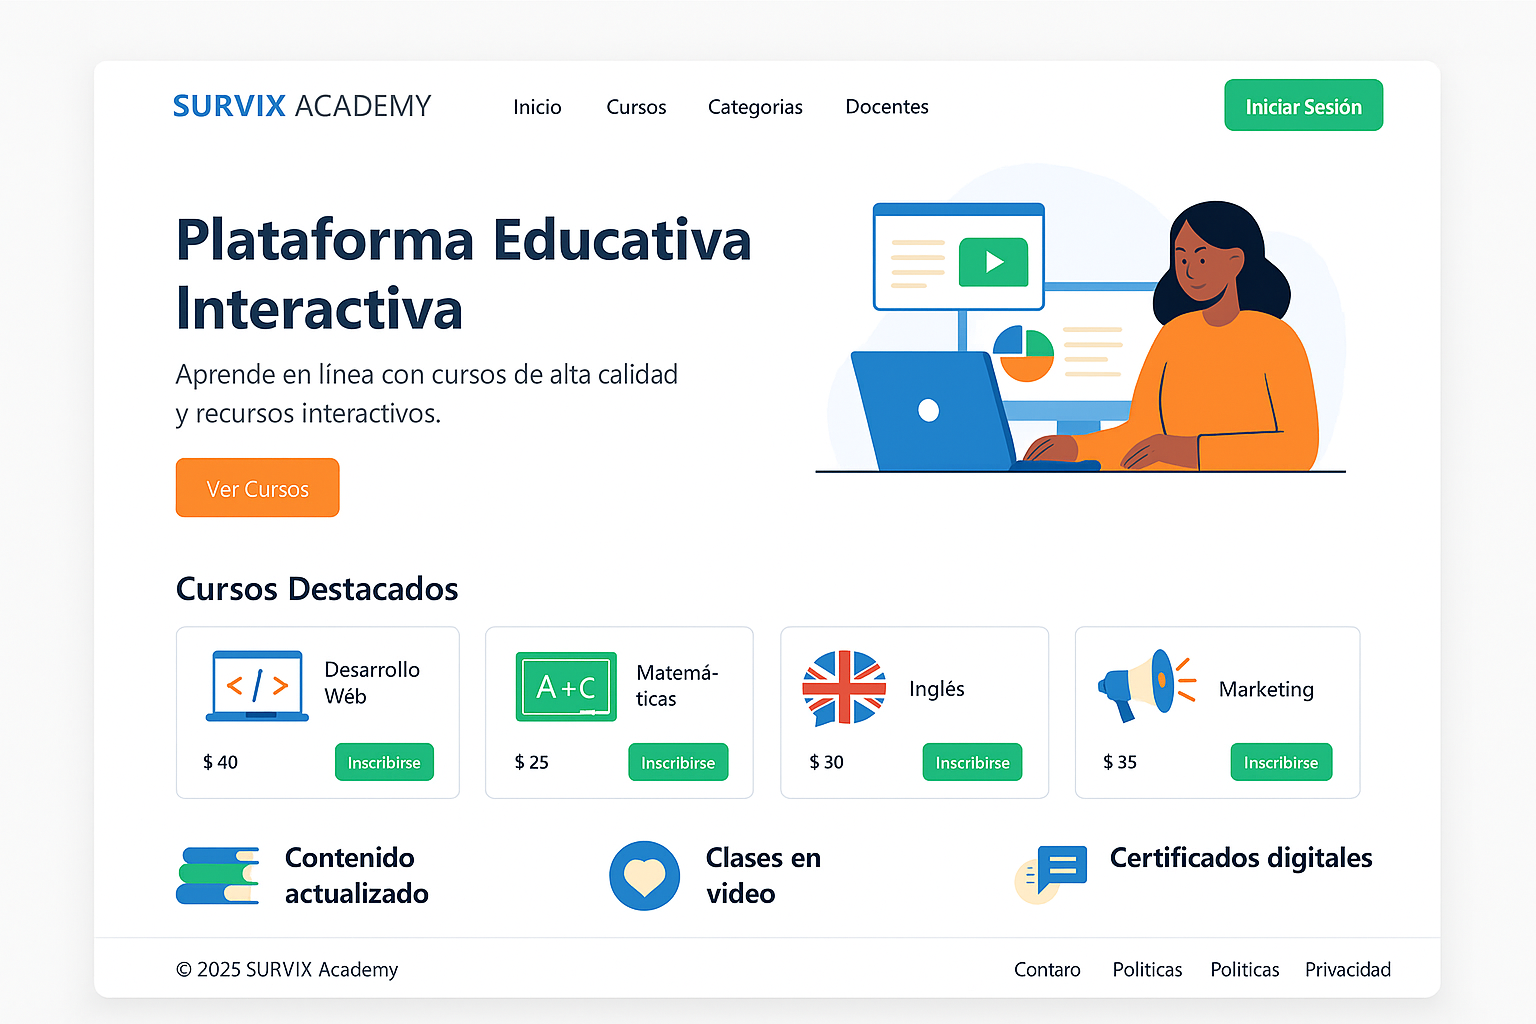 SURVIX ACADEMY
Inicio
Cursos
Categorias
Docentes
Iniciar Sesión
Plataforma Educativa
Interactiva
Aprende en línea con cursos de alta calidad
y recursos interactivos.
Ver Cursos
Cursos Destacados
</>
Desarrollo
Wéb
$ 40
Inscribirse
A+C
Matemá-
ticas
$ 25
Inscribirse
Inglés
$ 30
Inscribirse
Marketing
$ 35
Inscribirse
Contenido
actualizado
Clases en
video
Certificados digitales
© 2025 SURVIX Academy
Contaro
Politicas
Politicas
Privacidad